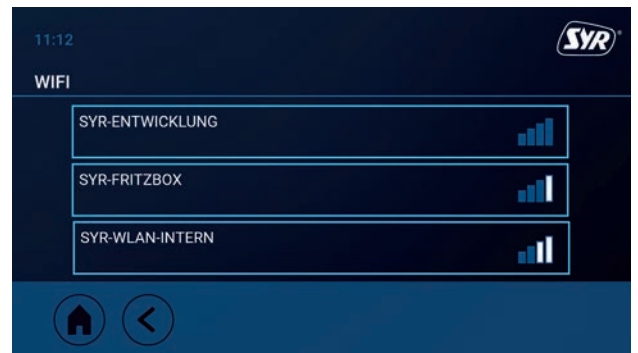 11:12
SYR
WIFI
SYR-ENTWICKLUNG
SYR-FRITZBOX
SYR-WLAN-INTERN